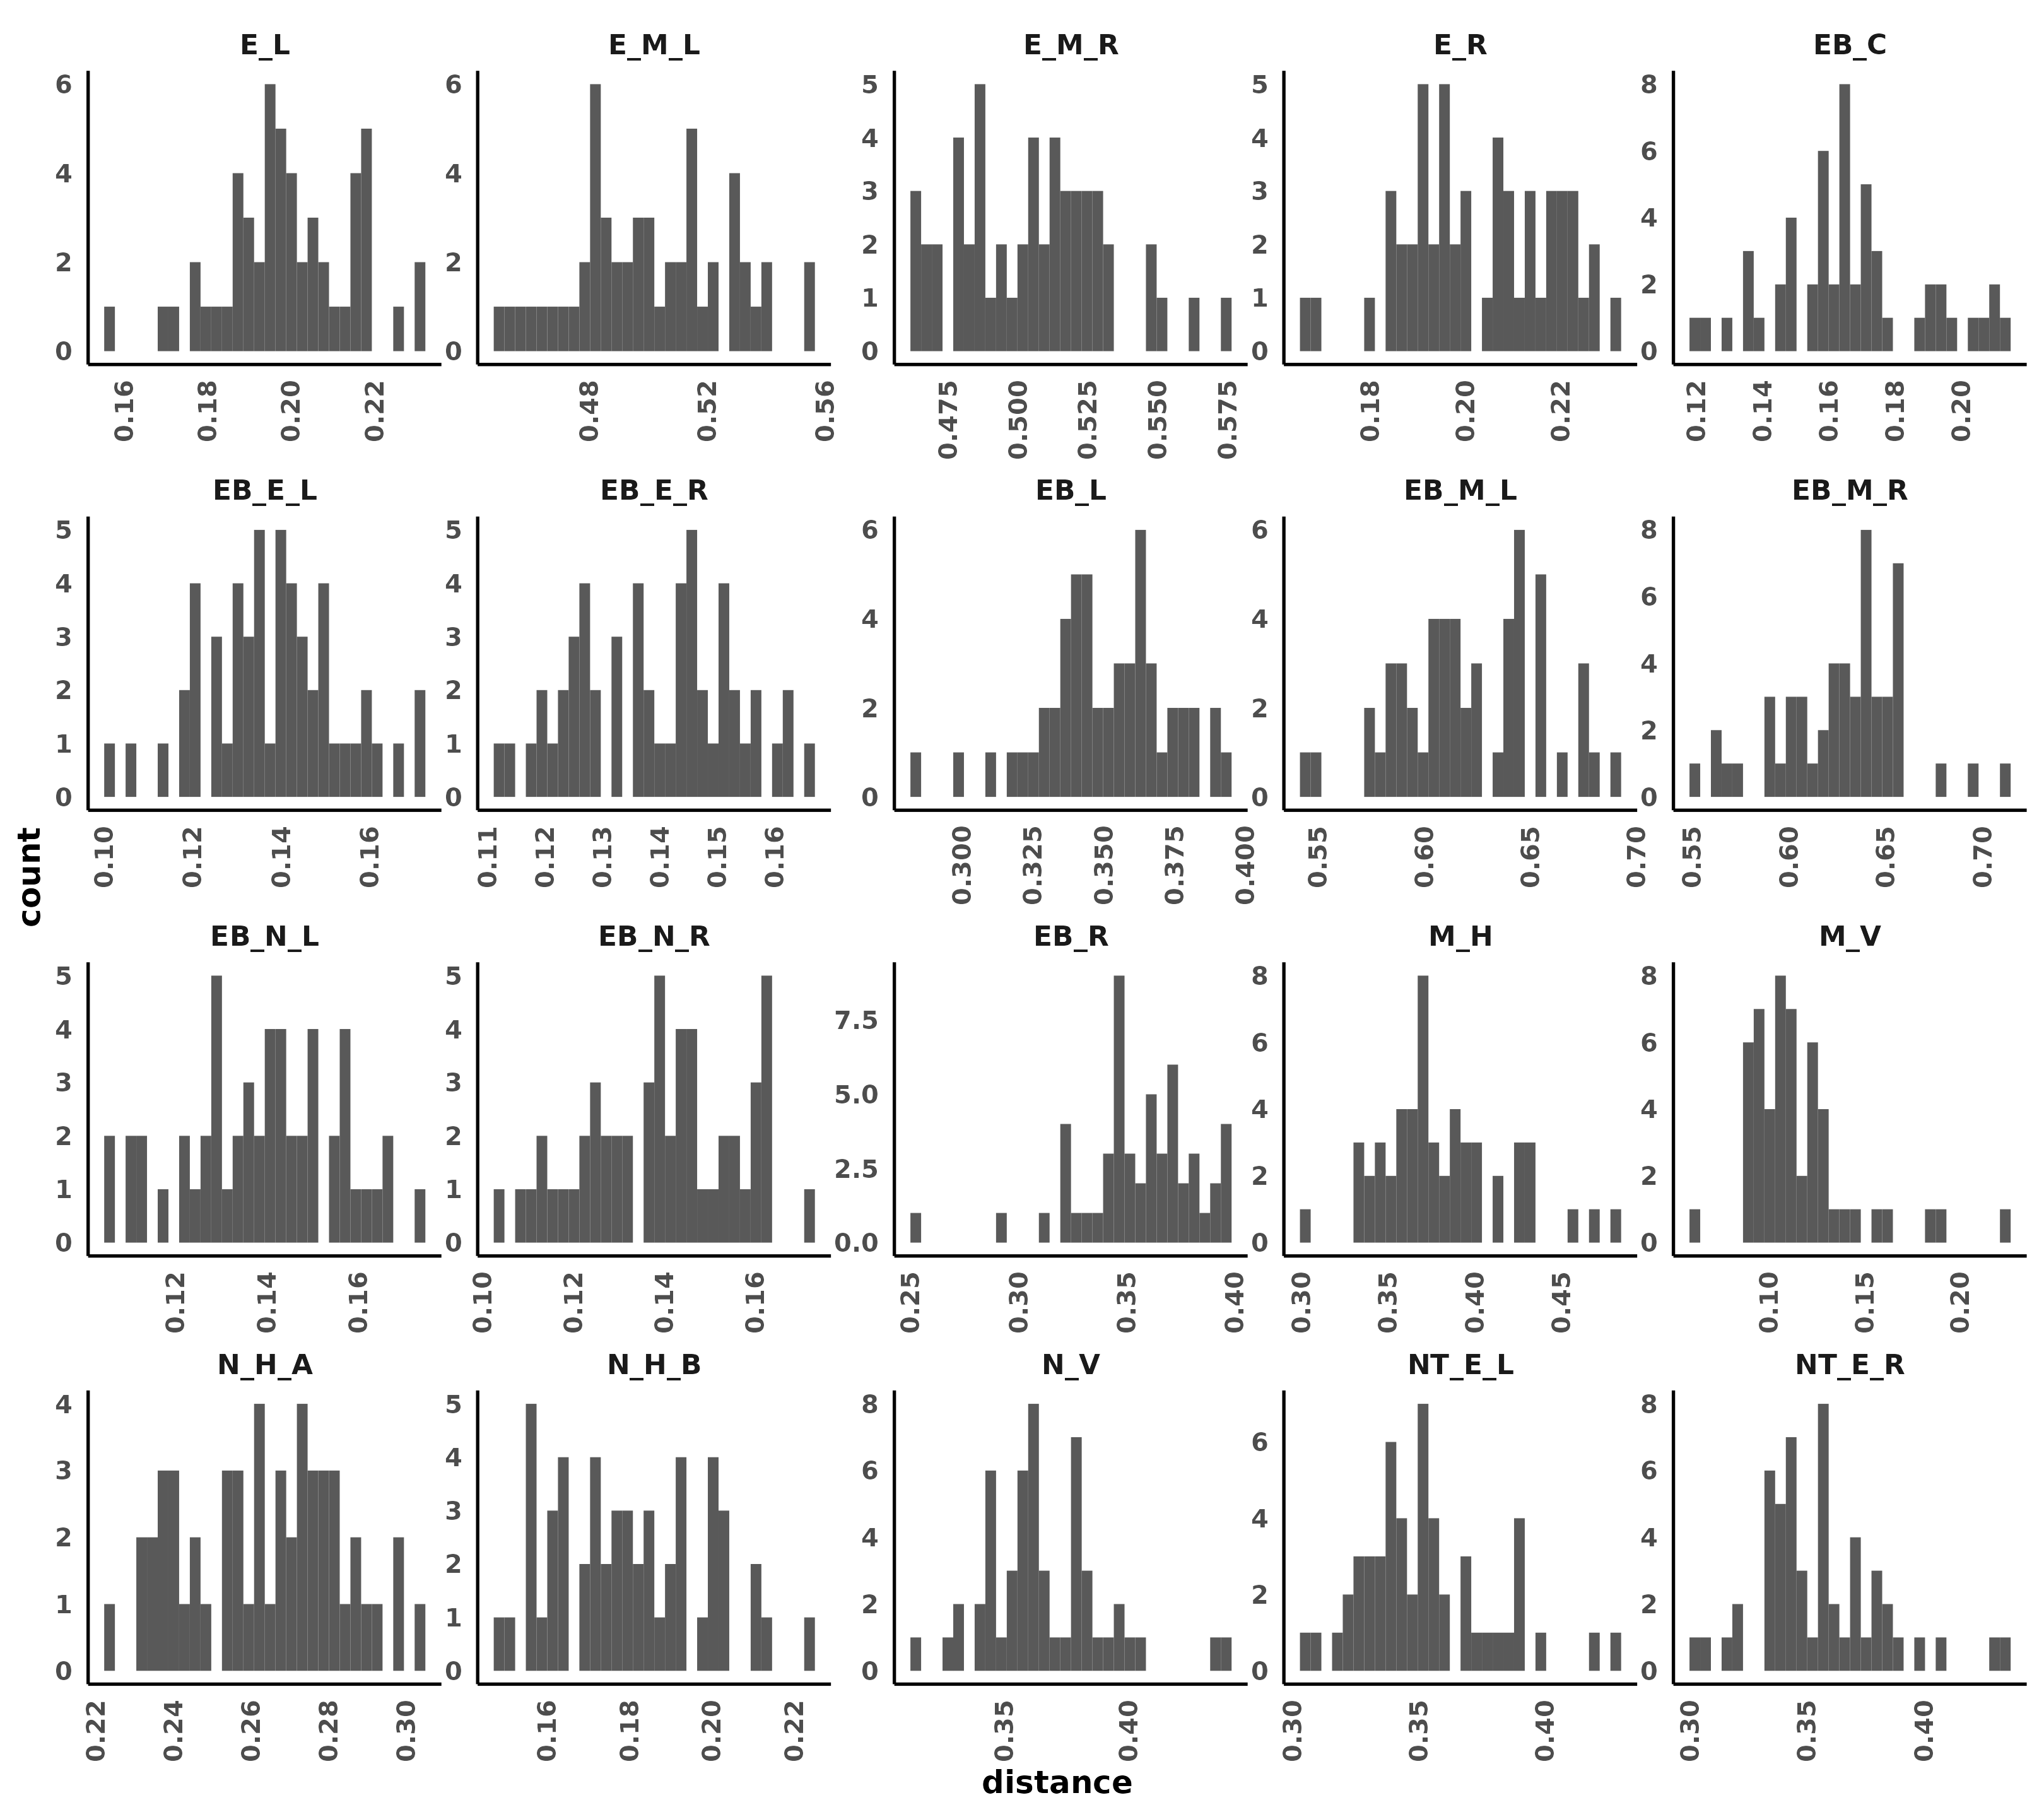 E_L E_M_L E_M_R E_R EB_C
6 4 2 0 6 4 2 0 5 4 3 2 1 0 5 4 3 2 1 0 8 6 4 2 0
0.16 0.18 0.20 0.22 0.48 0.52 0.56 0.475 0.500 0.525 0.550 0.575 0.18 0.20 0.22 0.12 0.14 0.16 0.18 0.20
EB_E_L EB_E_R EB_L EB_M_L EB_M_R
5 4 3 2 1 0 5 4 3 2 1 0 6 4 2 0 6 4 2 0 8 6 4 2 0
0.10 0.12 0.14 0.16 0.11 0.12 0.13 0.14 0.15 0.16 0.300 0.325 0.350 0.375 0.400 0.55 0.60 0.65 0.70 0.55 0.60 0.65 0.70
count
EB_N_L EB_N_R EB_R M_H M_V
5 4 3 2 1 0 5 4 3 2 1 0 7.5 5.0 2.5 0.0 8 6 4 2 0 8 6 4 2 0
0.12 0.14 0.16 0.10 0.12 0.14 0.16 0.25 0.30 0.35 0.40 0.30 0.35 0.40 0.45 0.10 0.15 0.20
N_H_A N_H_B N_V NT_E_L NT_E_R
4 3 2 1 0 5 4 3 2 1 0 8 6 4 2 0 6 4 2 0 8 6 4 2 0
0.22 0.24 0.26 0.28 0.30 0.16 0.18 0.20 0.22 0.35 0.40 0.30 0.35 0.40 0.30 0.35 0.40
distance